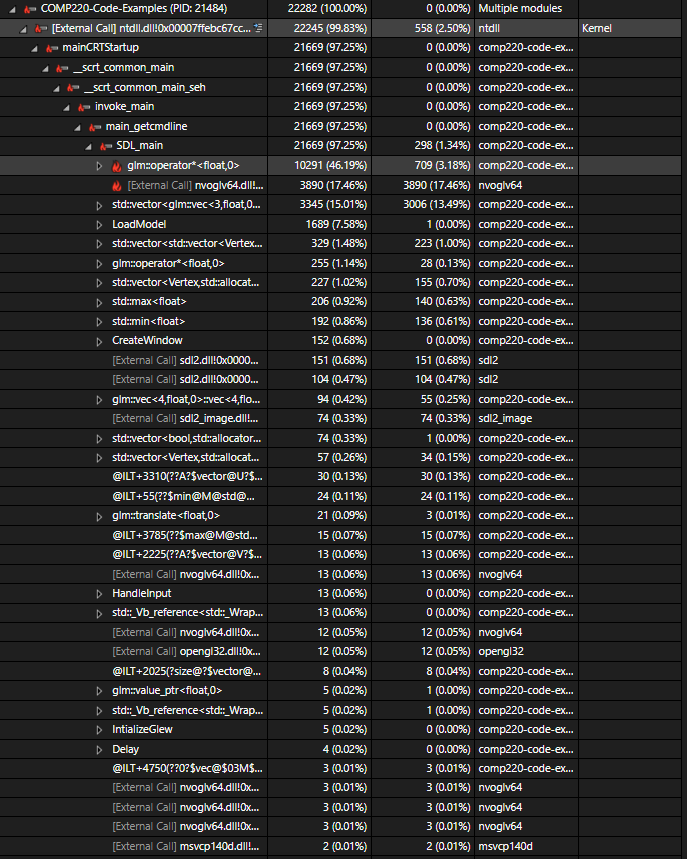 COMP220-Code-Examples (PID: 21484) 22282 (100.00%) 0 (0.00%) Multiple modules
[External Call] ntdll.dll!0x00007ffebc67cc... 22245 (99.83%) 558 (2.50%) ntdll Kernel
mainCRTStartup 21669 (97.25%) 0 (0.00%) comp220-code-ex...
__scrt_common_main 21669 (97.25%) 0 (0.00%) comp220-code-ex...
__scrt_common_main_seh 21669 (97.25%) 0 (0.00%) comp220-code-ex...
invoke_main 21669 (97.25%) 0 (0.00%) comp220-code-ex...
main_getcmdline 21669 (97.25%) 0 (0.00%) comp220-code-ex...
SDL_main 21669 (97.25%) 298 (1.34%) comp220-code-ex...
glm::operator*<float,0> 10291 (46.19%) 709 (3.18%) comp220-code-ex...
[External Call] nvoglv64.dll!... 3890 (17.46%) 3890 (17.46%) nvoglv64
std::vector<glm::vec<3,float,0... 3345 (15.01%) 3006 (13.49%) comp220-code-ex...
LoadModel 1689 (7.58%) 1 (0.00%) comp220-code-ex...
std::vector<std::vector<Vertex... 329 (1.48%) 223 (1.00%) comp220-code-ex...
glm::operator*<float,0> 255 (1.14%) 28 (0.13%) comp220-code-ex...
std::vector<Vertex,std::allocat... 227 (1.02%) 155 (0.70%) comp220-code-ex...
std::max<float> 206 (0.92%) 140 (0.63%) comp220-code-ex...
std::min<float> 192 (0.86%) 136 (0.61%) comp220-code-ex...
CreateWindow 152 (0.68%) 0 (0.00%) comp220-code-ex...
[External Call] sdl2.dll!0x0000... 151 (0.68%) 151 (0.68%) sdl2
[External Call] sdl2.dll!0x0000... 104 (0.47%) 104 (0.47%) sdl2
glm::vec<4,float,0>::vec<4,flo... 94 (0.42%) 55 (0.25%) comp220-code-ex...
[External Call] sdl2_image.dll!... 74 (0.33%) 74 (0.33%) sdl2_image
std::vector<bool,std::allocator... 74 (0.33%) 1 (0.00%) comp220-code-ex...
std::vector<Vertex,std::allocat... 57 (0.26%) 34 (0.15%) comp220-code-ex...
@ILT+3310(??A?$vector@U?$... 30 (0.13%) 30 (0.13%) comp220-code-ex...
@ILT+55(??$min@M@std@... 24 (0.11%) 24 (0.11%) comp220-code-ex...
glm::translate<float,0> 21 (0.09%) 3 (0.01%) comp220-code-ex...
@ILT+3785(??$max@M@std... 15 (0.07%) 15 (0.07%) comp220-code-ex...
@ILT+2225(??A?$vector@V?$... 13 (0.06%) 13 (0.06%) comp220-code-ex...
[External Call] nvoglv64.dll!0x... 13 (0.06%) 13 (0.06%) nvoglv64
HandleInput 13 (0.06%) 0 (0.00%) comp220-code-ex...
std::_Vb_reference<std::_Wrap... 13 (0.06%) 0 (0.00%) comp220-code-ex...
[External Call] nvoglv64.dll!0x... 12 (0.05%) 12 (0.05%) nvoglv64
[External Call] opengl32.dll!0x... 12 (0.05%) 12 (0.05%) opengl32
@ILT+2025(?size@?$vector@... 8 (0.04%) 8 (0.04%) comp220-code-ex...
glm::value_ptr<float,0> 5 (0.02%) 1 (0.00%) comp220-code-ex...
std::_Vb_reference<std::_Wrap... 5 (0.02%) 1 (0.00%) comp220-code-ex...
IntializeGlew 5 (0.02%) 0 (0.00%) comp220-code-ex...
Delay 4 (0.02%) 0 (0.00%) comp220-code-ex...
@ILT+4750(??0?$vec@$03M$... 3 (0.01%) 3 (0.01%) comp220-code-ex...
[External Call] nvoglv64.dll!0x... 3 (0.01%) 3 (0.01%) nvoglv64
[External Call] nvoglv64.dll!0x... 3 (0.01%) 3 (0.01%) nvoglv64
[External Call] nvoglv64.dll!0x... 3 (0.01%) 3 (0.01%) nvoglv64
[External Call] msvcp140d.dll!... 2 (0.01%) 2 (0.01%) msvcp140d